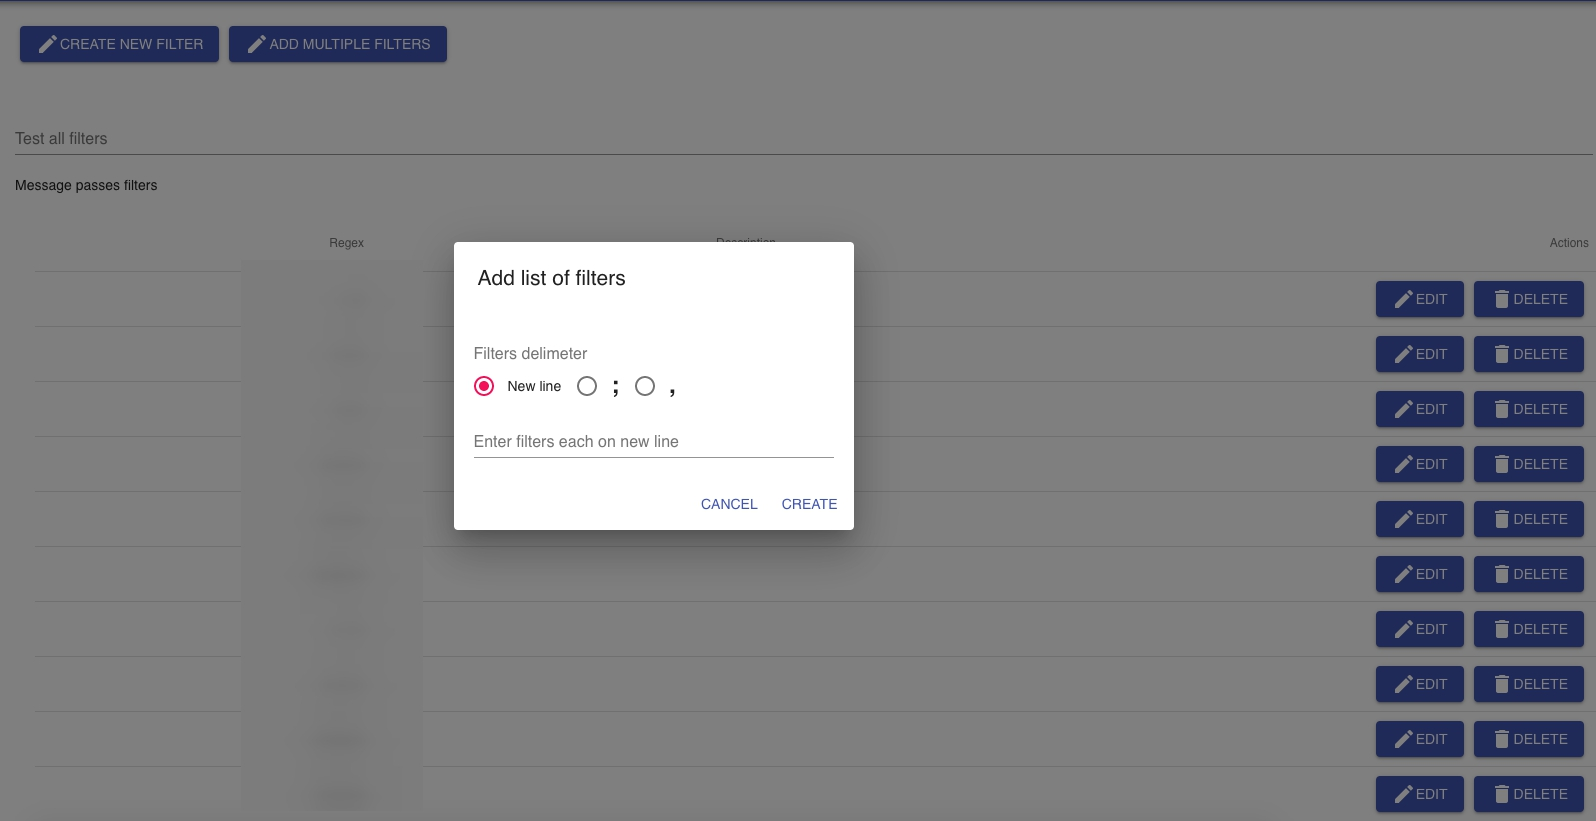 CREATE NEW FILTER ADD MULTIPLE FILTERS
Test all filters
Message passes filters
Regex Description Actions
Add list of filters
Filters delimeter
New line ; ,
Enter filters each on new line
CANCEL CREATE
EDIT DELETE
EDIT DELETE
EDIT DELETE
EDIT DELETE
EDIT DELETE
EDIT DELETE
EDIT DELETE
EDIT DELETE
EDIT DELETE
EDIT DELETE